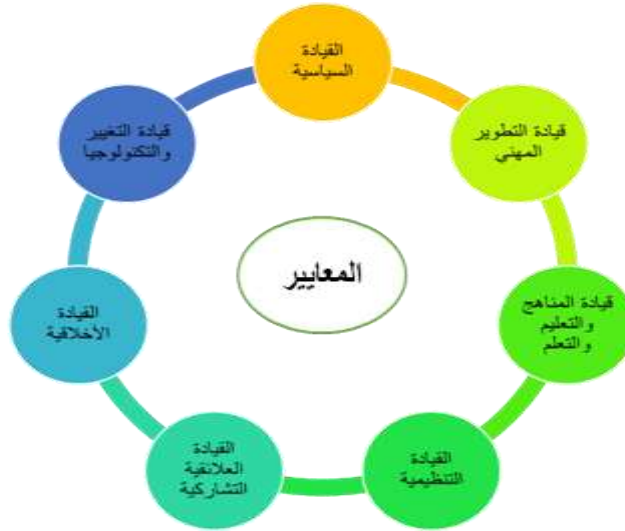 القيادة
السياسية
قيادة التطوير
المهني
قيادة المناهج
والتعليم
والتعلم
القيادة
التنظيمية
القيادة
العلائقية
التشاركية
القيادة
الأخلاقية
قيادة التغيير
والتكنولوجيا
المعايير